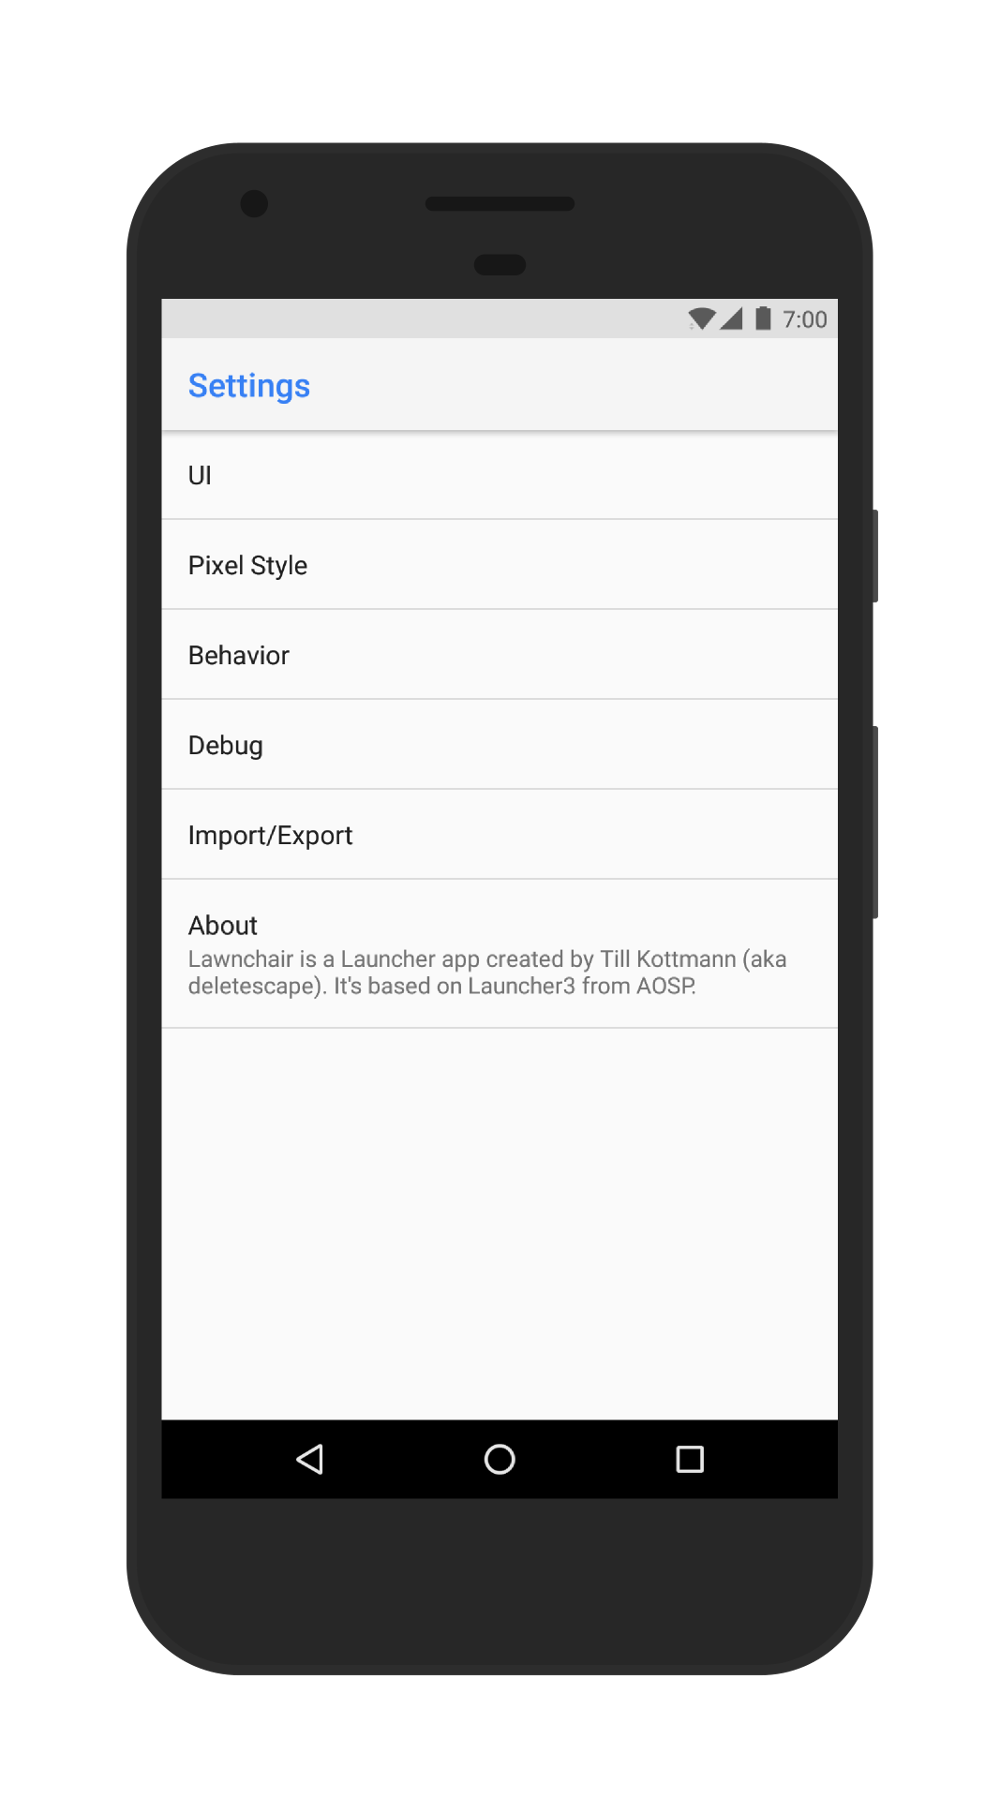 7:00
Settings
UI
Pixel Style
Behavior
Debug
Import/Export
About
Lawnchair is a Launcher app created by Till Kottmann (aka
deletescape). It's based on Launcher3 from AOSP.